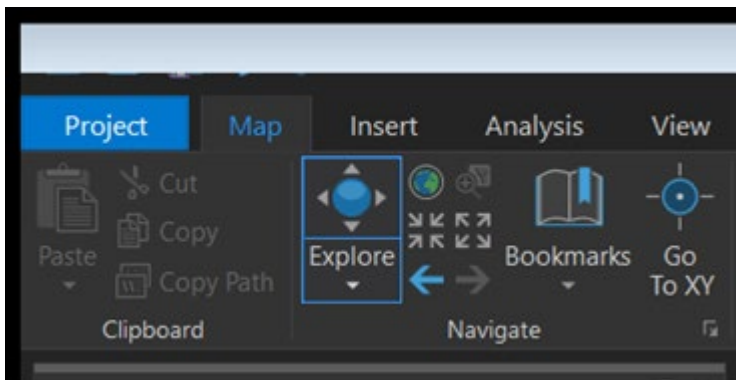 Project Map Insert Analysis View
Cut
Copy
Paste
Copy Path
Explore
Bookmarks
Go
To XY
Clipboard
Navigate